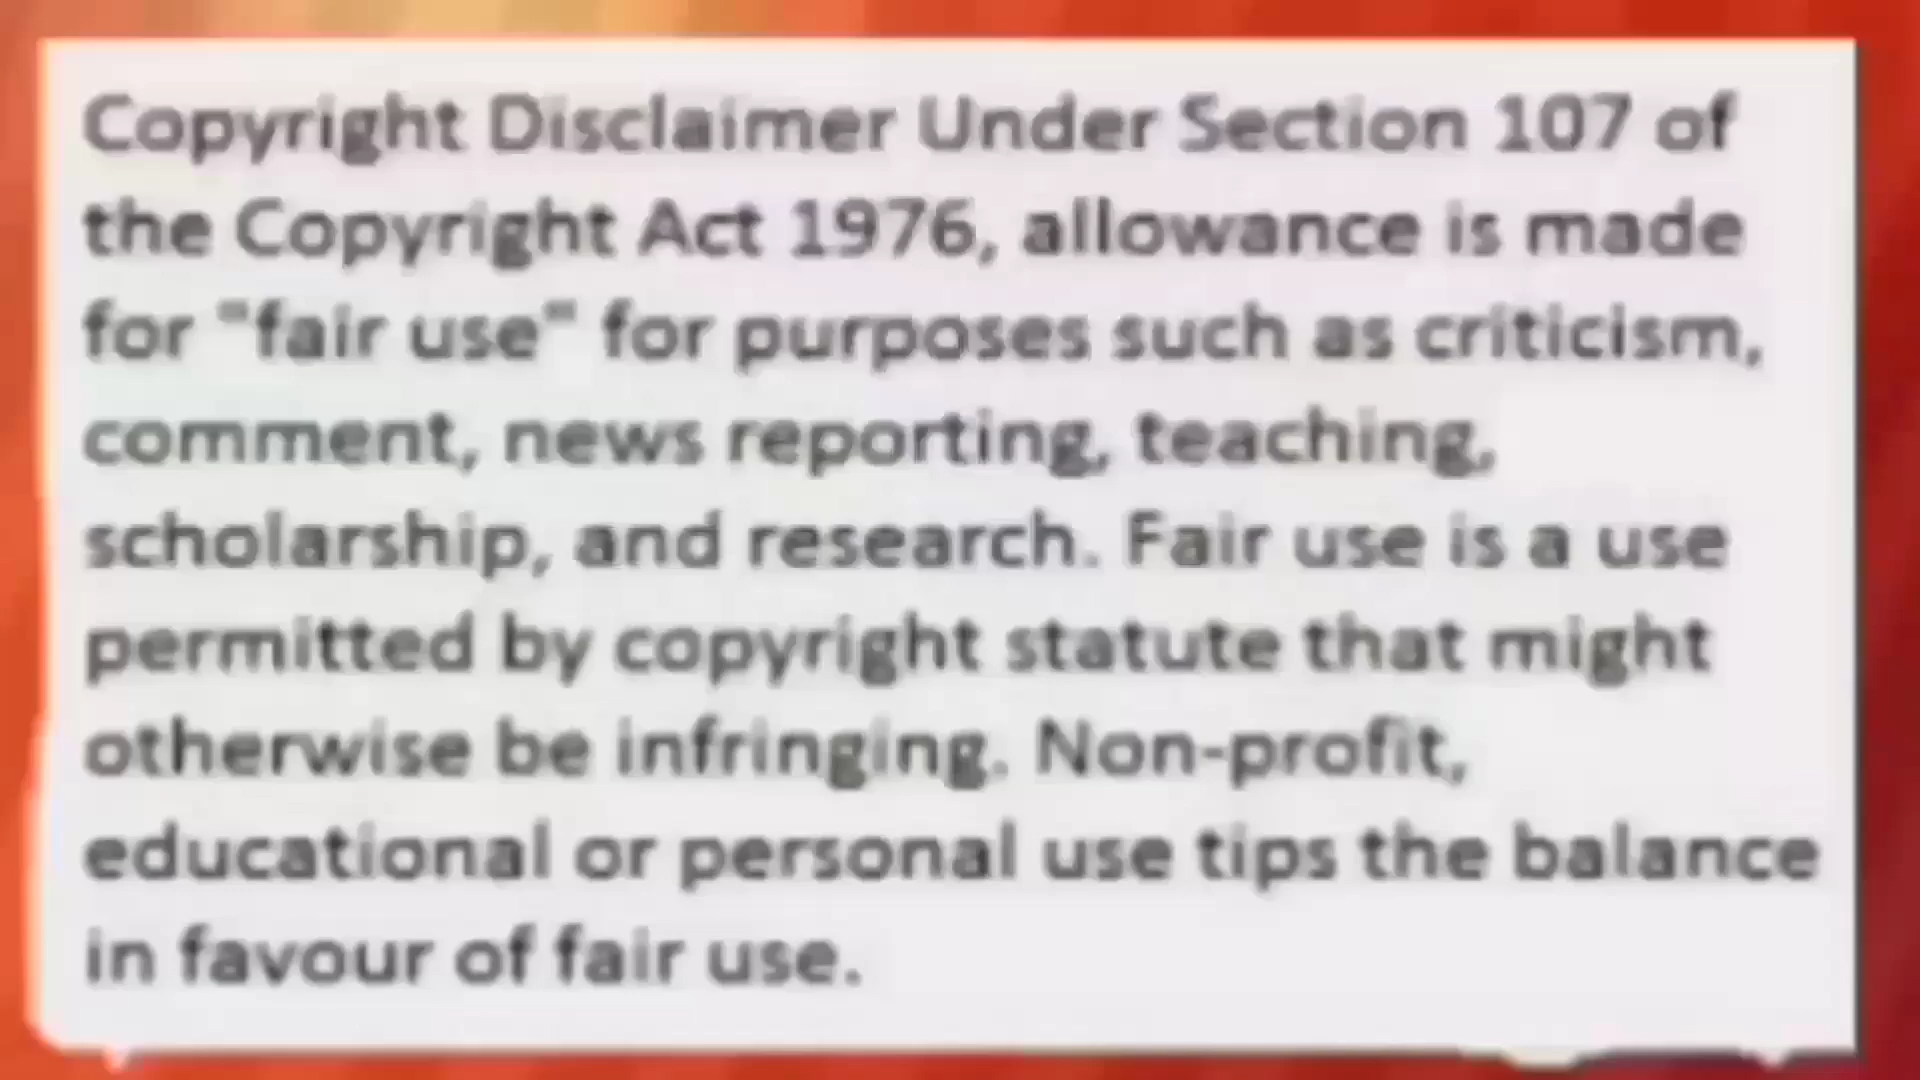 Copyright Disclaimer Under Section 107 of
the Copyright Act 1976, allowance is made
for "fair use" for purposes such as criticism,
comment, news reporting, teaching,
scholarship, and research. Fair use is a use
permitted by copyright statute that might
otherwise be infringing. Non-profit,
educational or personal use tips the balance
in favour of fair use.